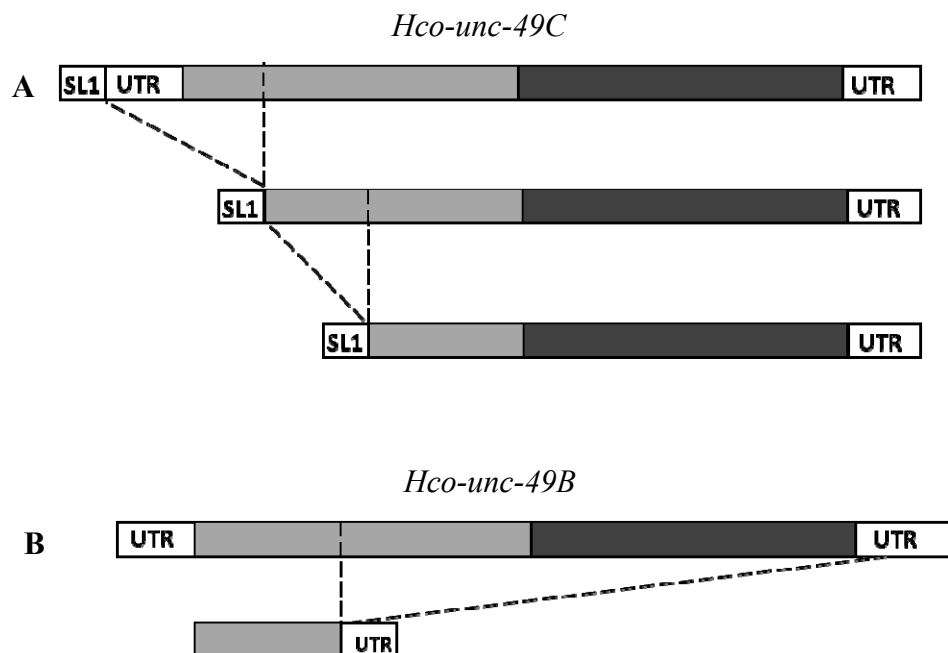 Hco-unc-49C
A SL1 UTR UTR
SL1 UTR
SL1 UTR
Hco-unc-49B
B UTR UTR
UTR